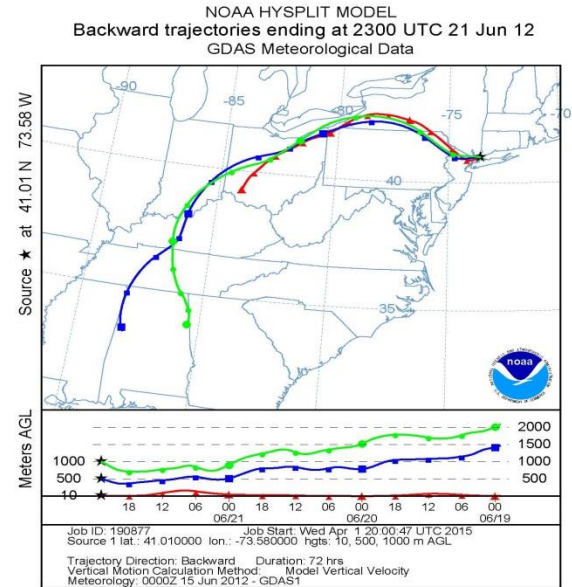 NOAA HYSPLIT MODEL
Backward trajectories ending at 2300 UTC 21 Jun 12
GDAS Meteorological Data
Source ★ at 41.01 N 73.58 W
-90
-85
-80
-75
-70
40
35
noaa
Meters AGL
1000
500
10
2000
1500
1000
500
18 12 06 00 18 12 06 00 18 12 06 00
06/21 06/20 06/19
Job ID: 190877 Job Start: Wed Apr 1 20:00:47 UTC 2015
Source 1 lat.: 41.010000 lon.: -73.580000 hgts: 10, 500, 1000 m AGL
Trajectory Direction: Backward Duration: 72 hrs
Vertical Motion Calculation Method: Model Vertical Velocity
Meteorology: 0000Z 15 Jun 2012 - GDAS1